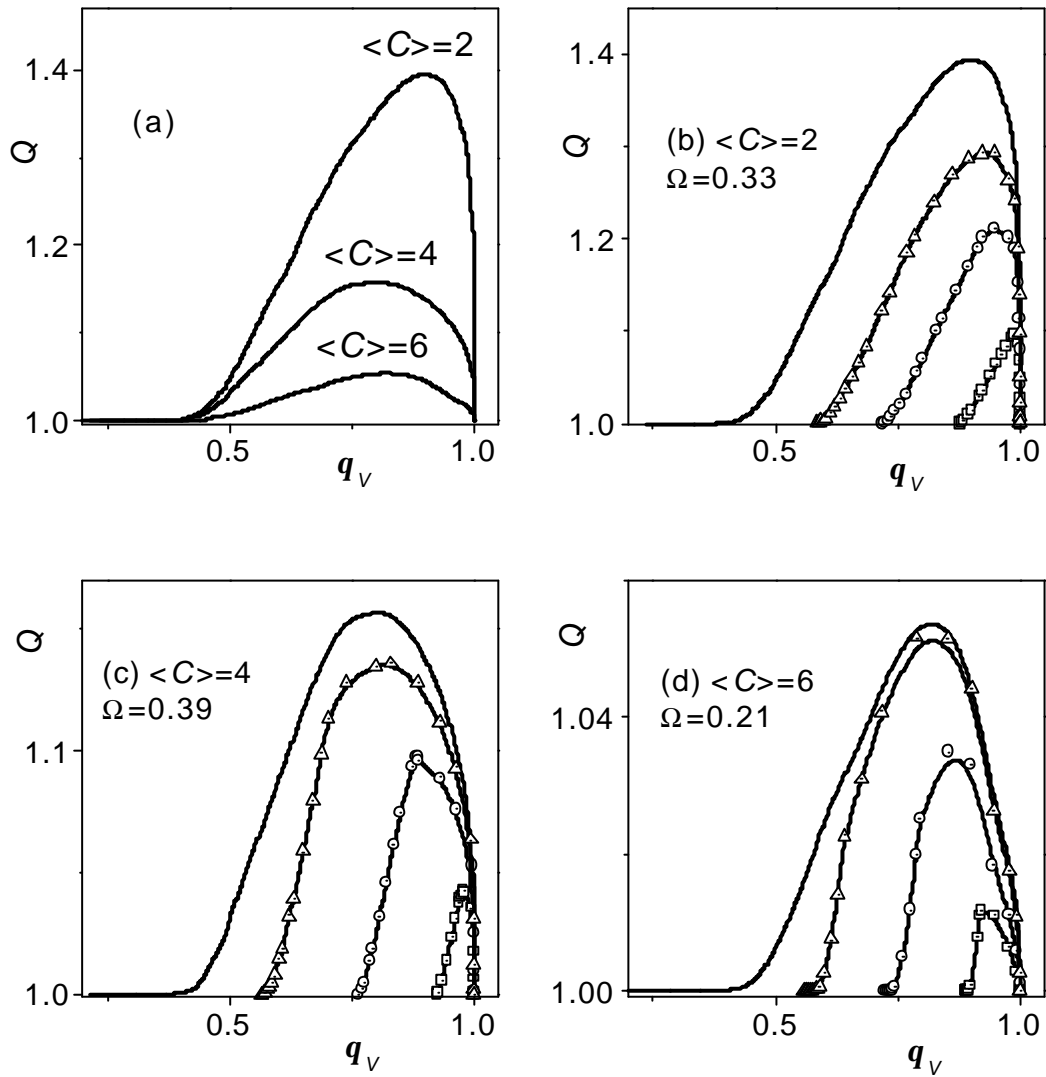 1.4
1.2
1.0
Q
(a)
<C>=2
<C>=4
<C>=6
0.5
1.0
q_V
1.4
1.2
1.0
Q
(b) <C>=2
Ω=0.33
0.5
1.0
q_V
1.1
1.0
Q
(c) <C>=4
Ω=0.39
0.5
1.0
q_V
1.04
1.00
Q
(d) <C>=6
Ω=0.21
0.5
1.0
q_V